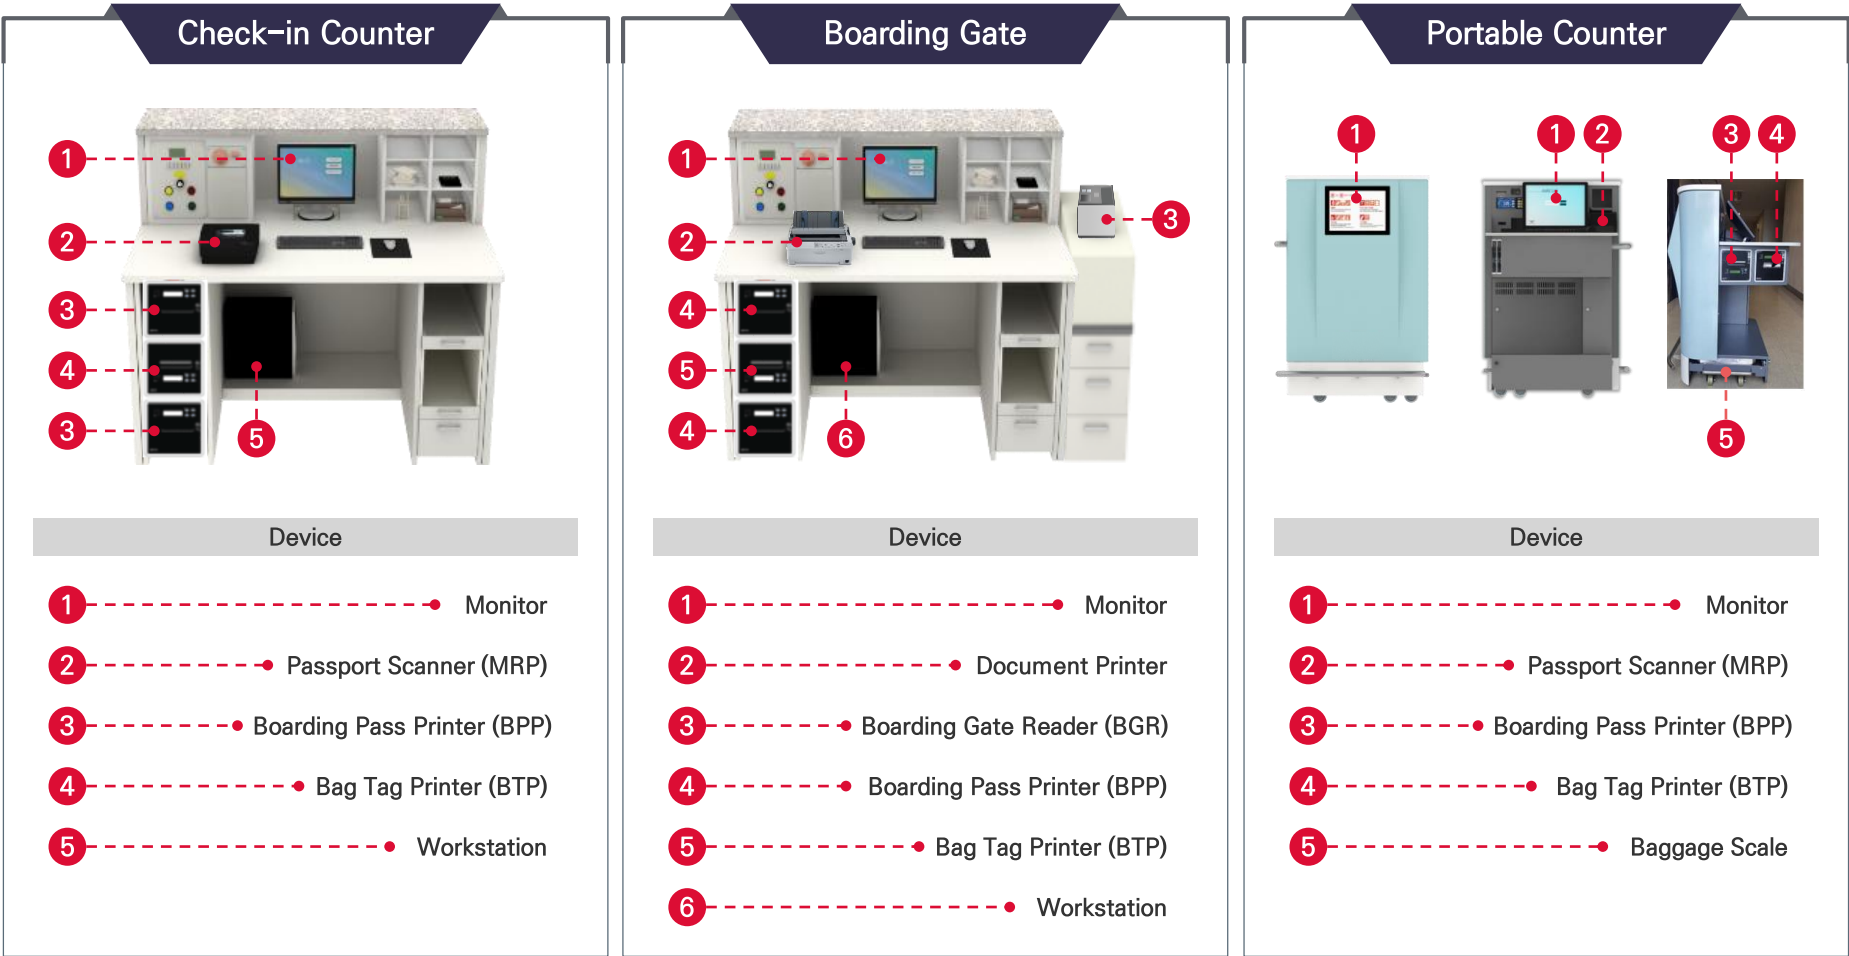 Check-in Counter
1
2
3
4
3
5
Device
1 Monitor
2 Passport Scanner (MRP)
3 Boarding Pass Printer (BPP)
4 Bag Tag Printer (BTP)
5 Workstation
Boarding Gate
1
2
3
4
5
4
6
Device
1 Monitor
2 Document Printer
3 Boarding Gate Reader (BGR)
4 Boarding Pass Printer (BPP)
5 Bag Tag Printer (BTP)
6 Workstation
Portable Counter
1
1 2
3 4
5
Device
1 Monitor
2 Passport Scanner (MRP)
3 Boarding Pass Printer (BPP)
4 Bag Tag Printer (BTP)
5 Baggage Scale